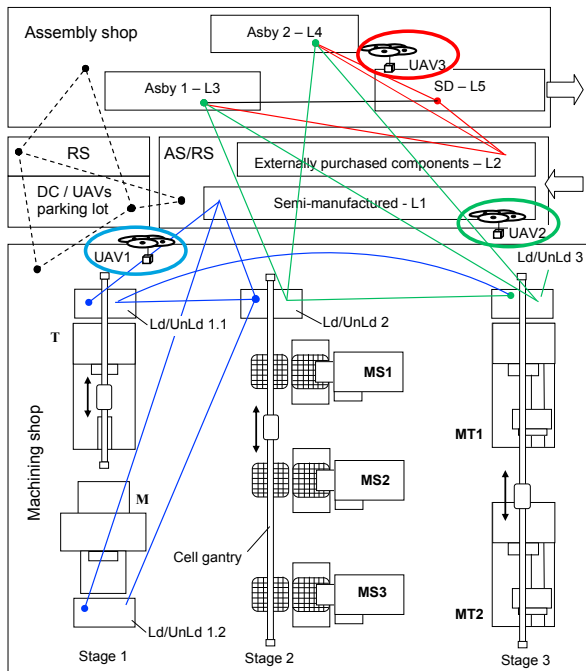 Assembly shop
Asby 2 – L4
UAV3
Asby 1 – L3
SD – L5
RS
AS/RS
Externally purchased components – L2
DC / UAVs
parking lot
Semi-manufactured - L1
UAV1
UAV2
Ld/UnLd 3
Ld/UnLd 1.1
Ld/UnLd 2
T
MS1
MT1
Machining shop
MS2
M
Cell gantry
MS3
MT2
Ld/UnLd 1.2
Stage 1
Stage 2
Stage 3